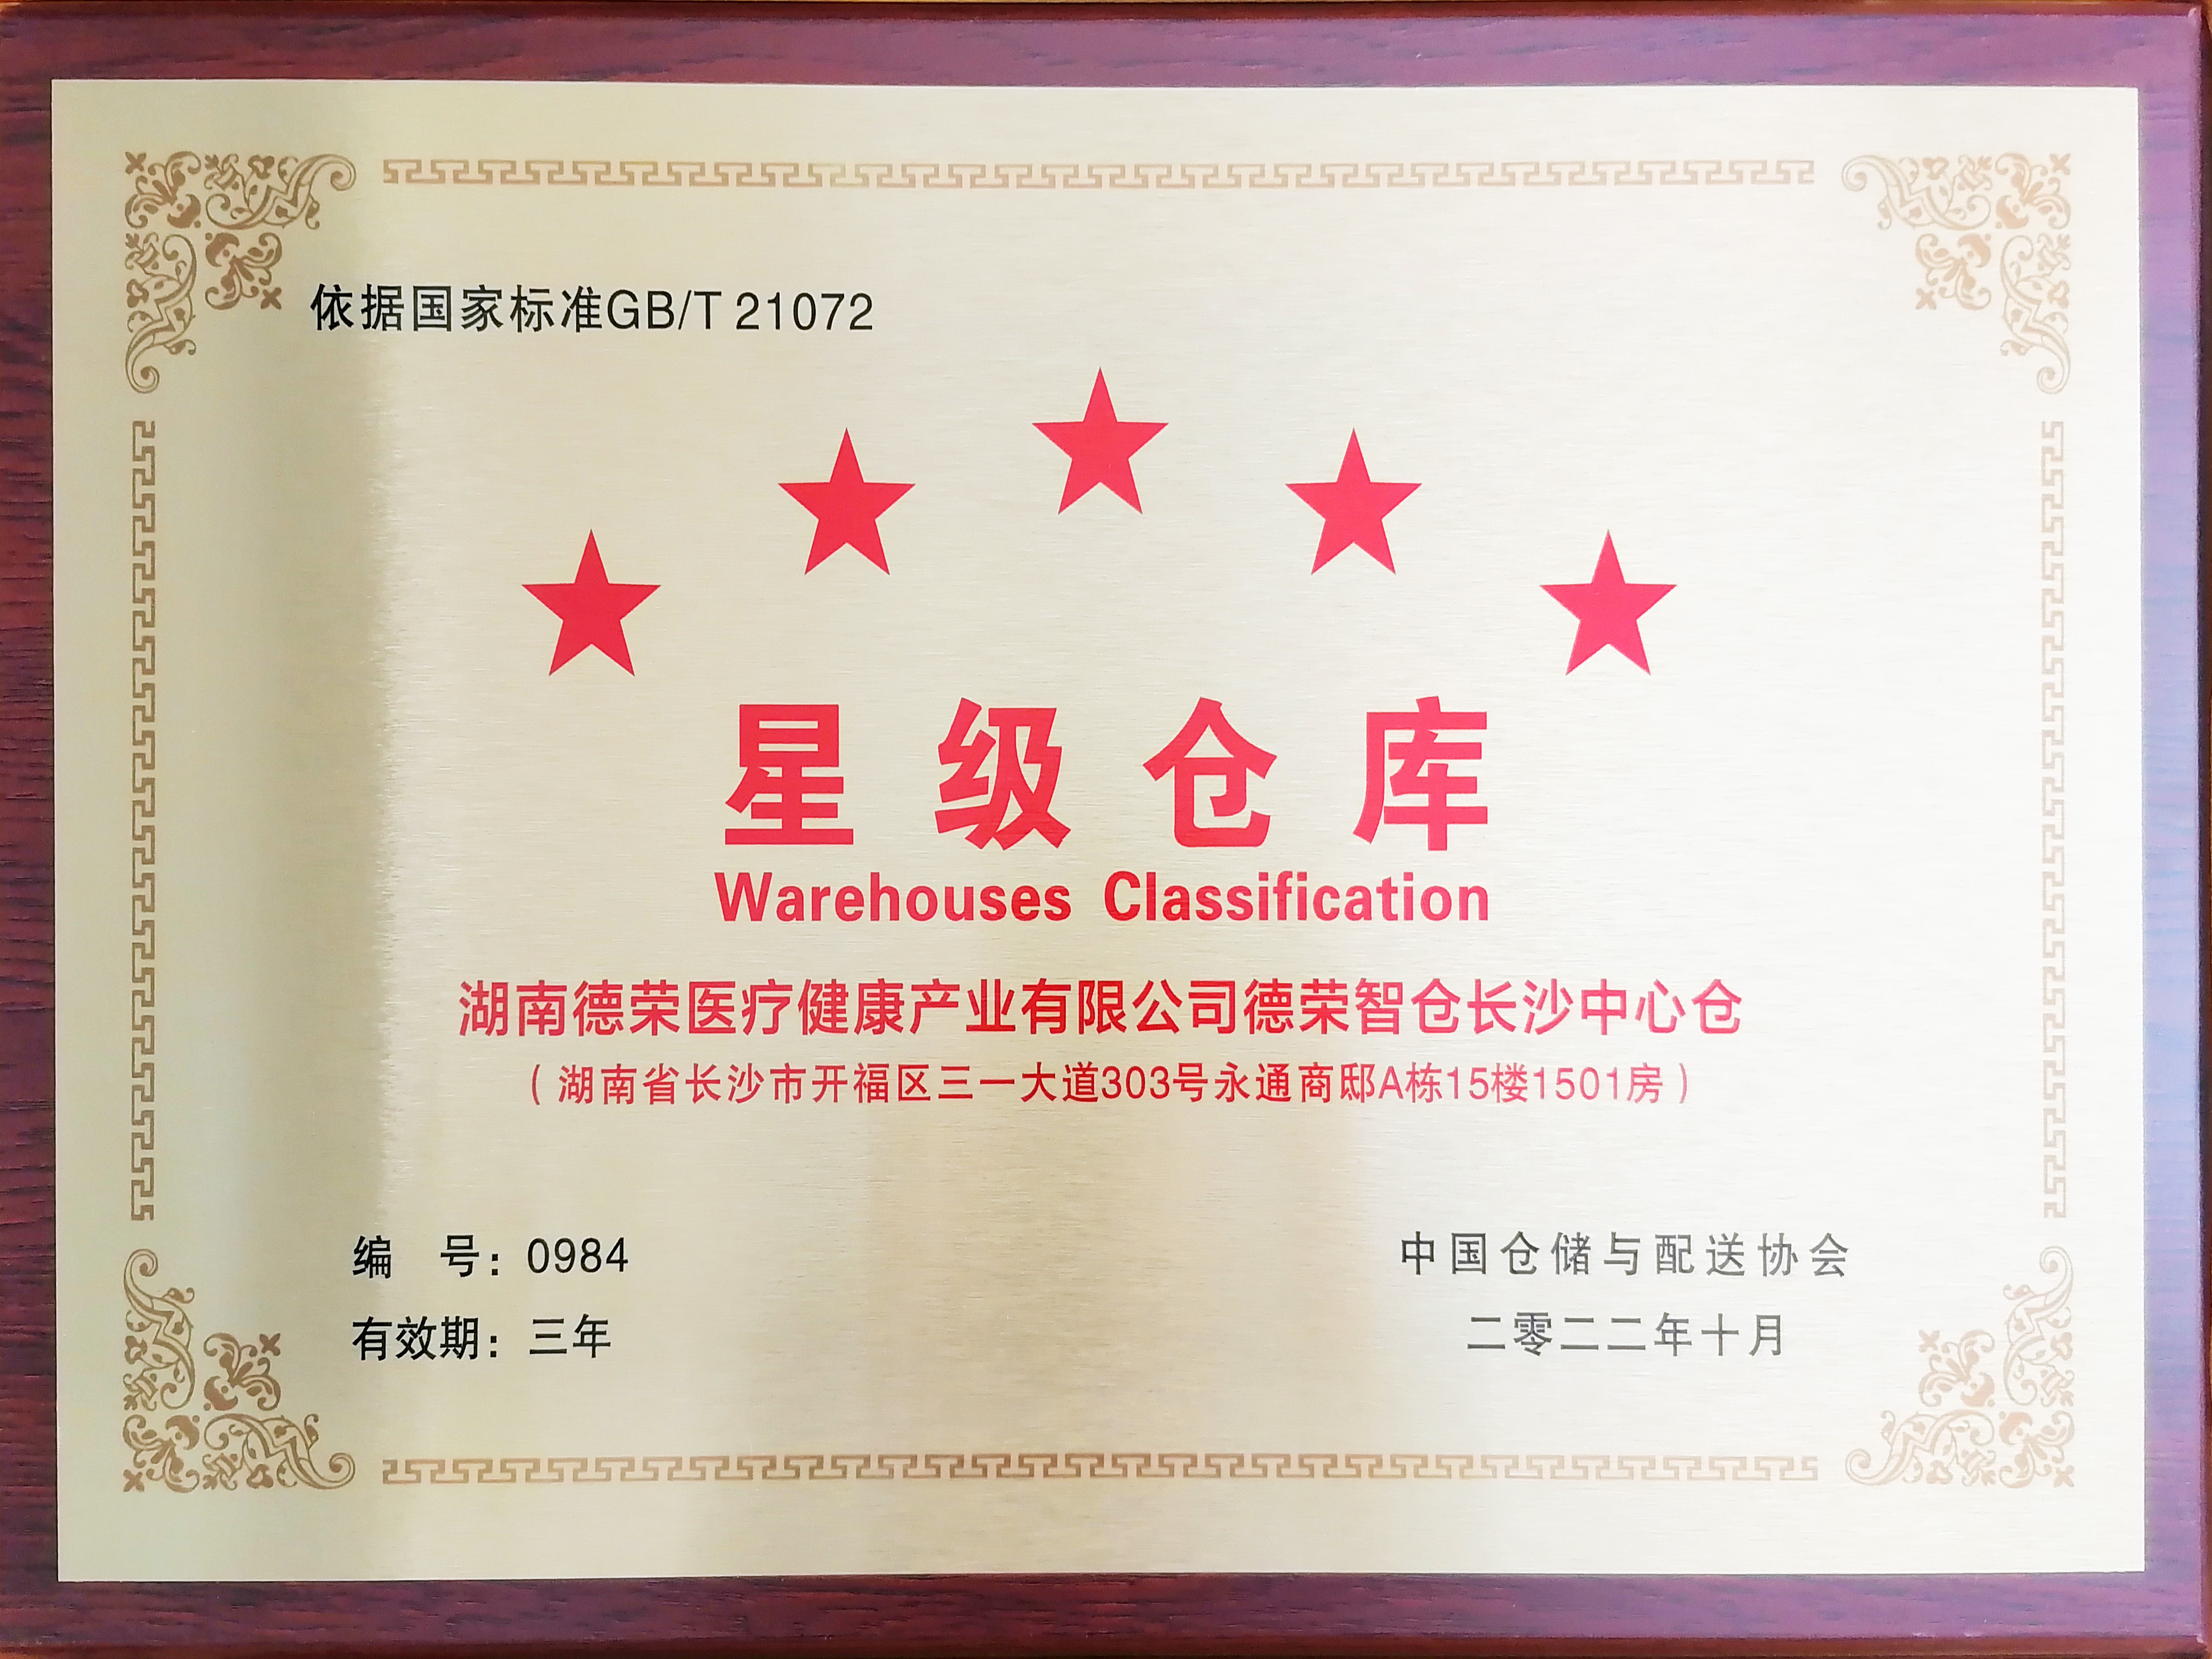 依据国家标准GB/T 21072
星级仓库
Warehouses Classification
湖南德荣医疗健康产业有限公司德荣智仓长沙中心仓
（湖南省长沙市开福区三一大道303号永通商邸A栋15楼1501房）
编 号：0984
中国仓储与配送协会
有效期：三年
二零二二年十月